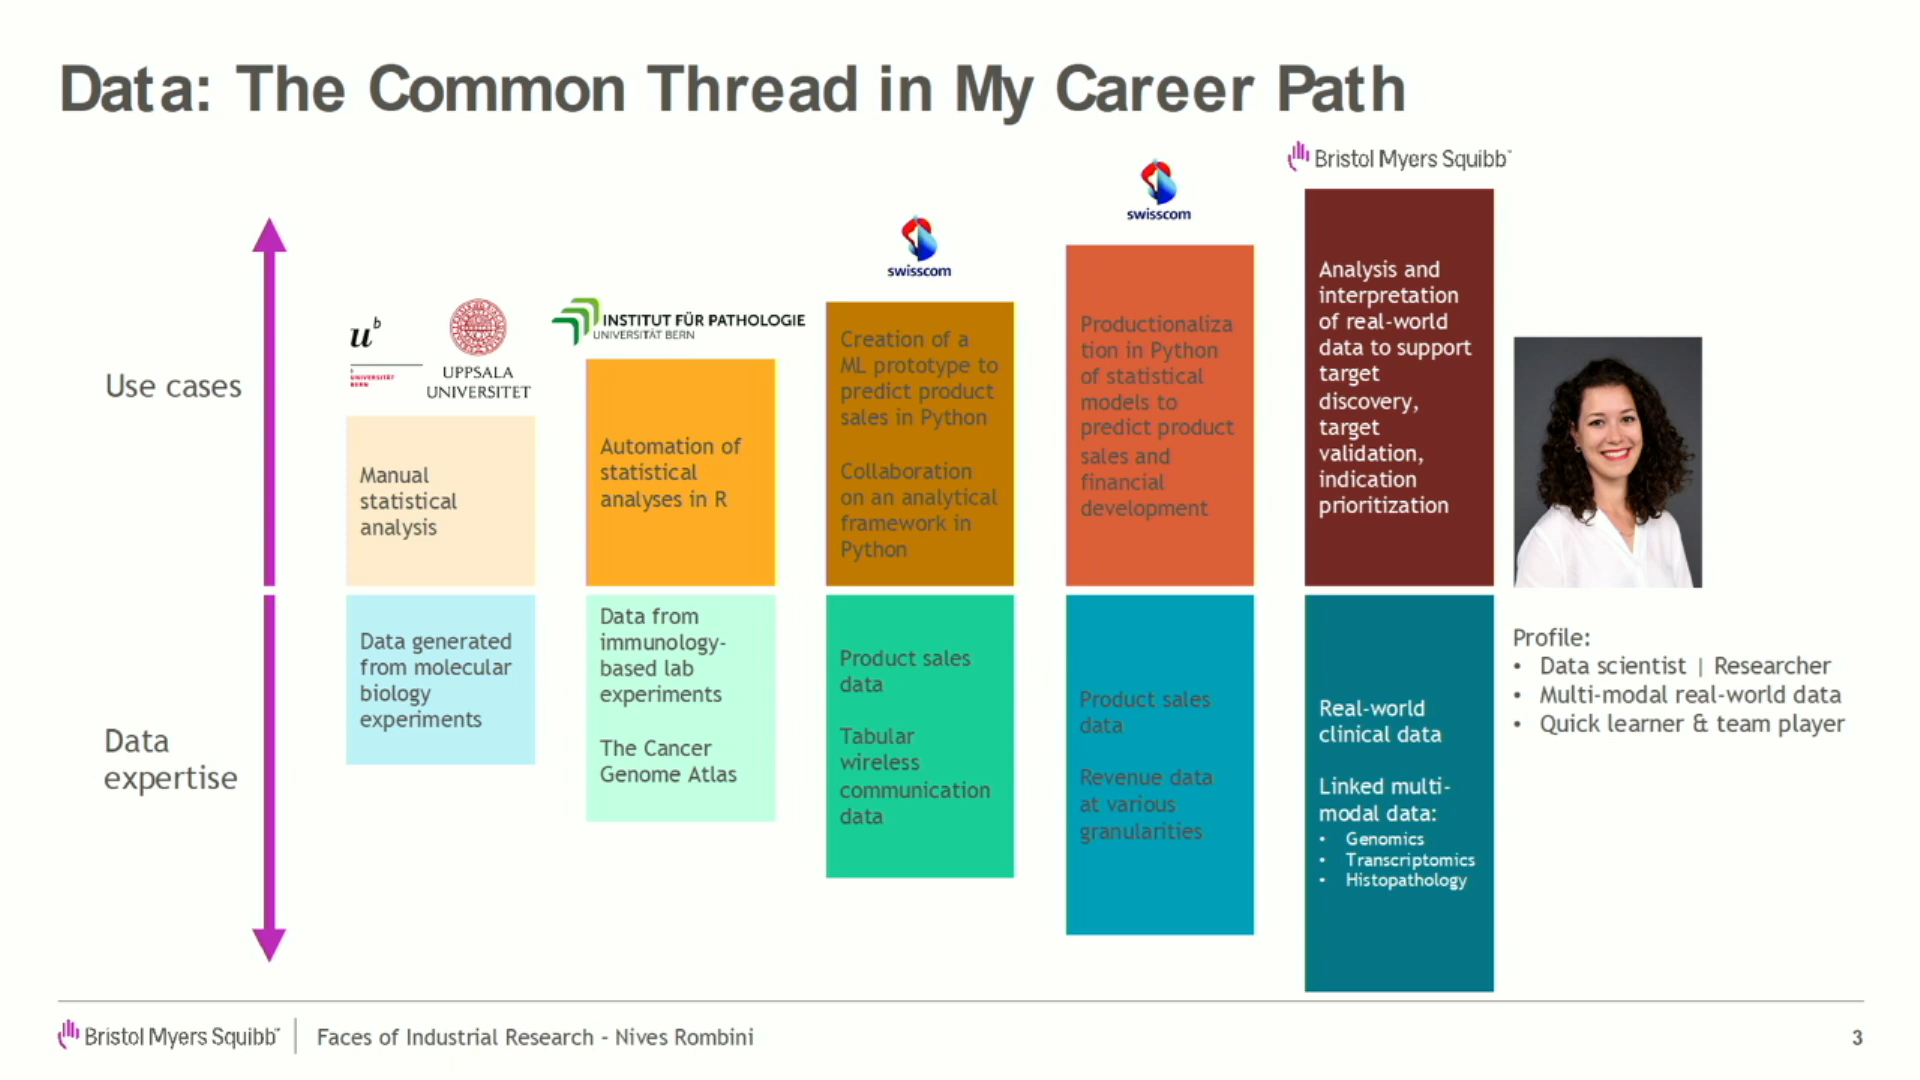 Data: The Common Thread in My Career Path
Use cases
Data
expertise
u
b
UNIVERSITÄT
BERN
UPPSALA
UNIVERSITET
Manual
statistical
analysis
Data generated
from molecular
biology
experiments
INSTITUT FÜR PATHOLOGIE
UNIVERSITÄT BERN
Automation of
statistical
analyses in R
Data from
immunology-
based lab
experiments
The Cancer
Genome Atlas
swisscom
Creation of a
ML prototype to
predict product
sales in Python
Collaboration
on an analytical
framework in
Python
Product sales
data
Tabular
wireless
communication
data
swisscom
Productionaliza
tion in Python
of statistical
models to
predict product
sales and
financial
development
Product sales
data
Revenue data
at various
granularities
Bristol Myers Squibb™
Analysis and
interpretation
of real-world
data to support
target
discovery,
target
validation,
indication
prioritization
Real-world
clinical data
Linked multi-
modal data:
• Genomics
• Transcriptomics
• Histopathology
Profile:
• Data scientist | Researcher
• Multi-modal real-world data
• Quick learner & team player
Bristol Myers Squibb™ | Faces of Industrial Research - Nives Rombini
3